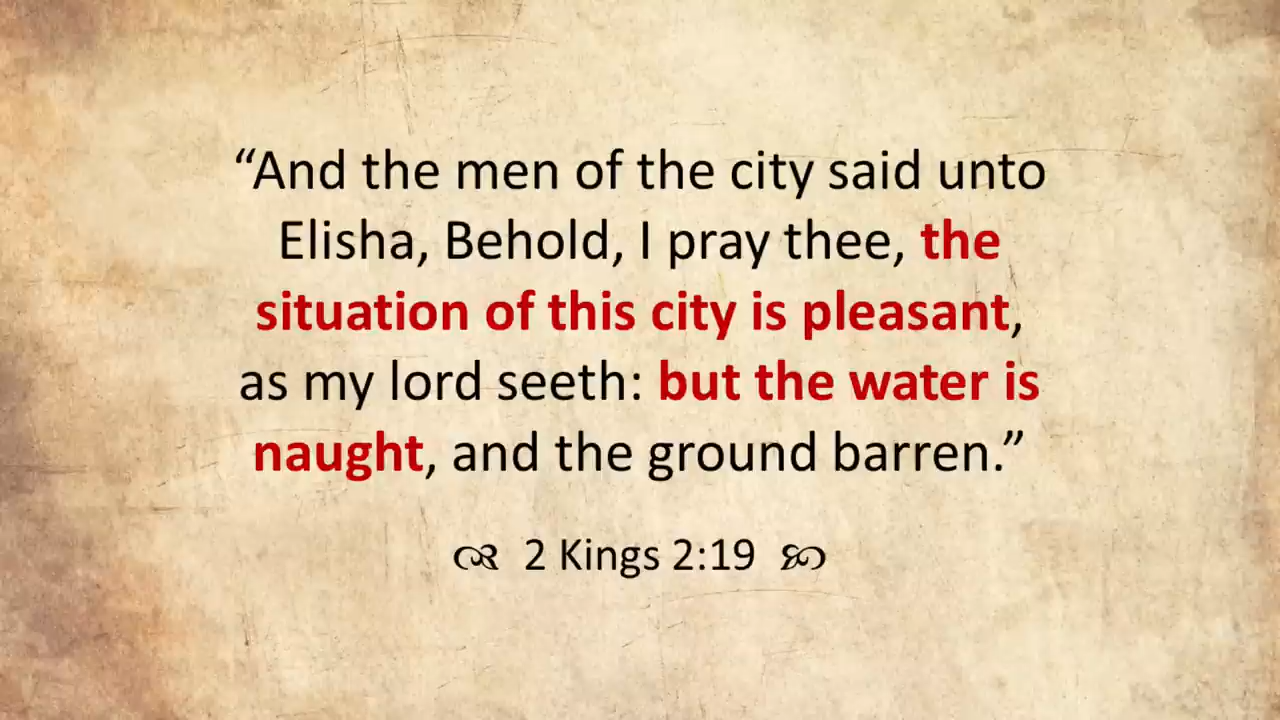 “And the men of the city said unto
Elisha, Behold, I pray thee, the
situation of this city is pleasant,
as my lord seeth: but the water is
naught, and the ground barren.”
2 Kings 2:19